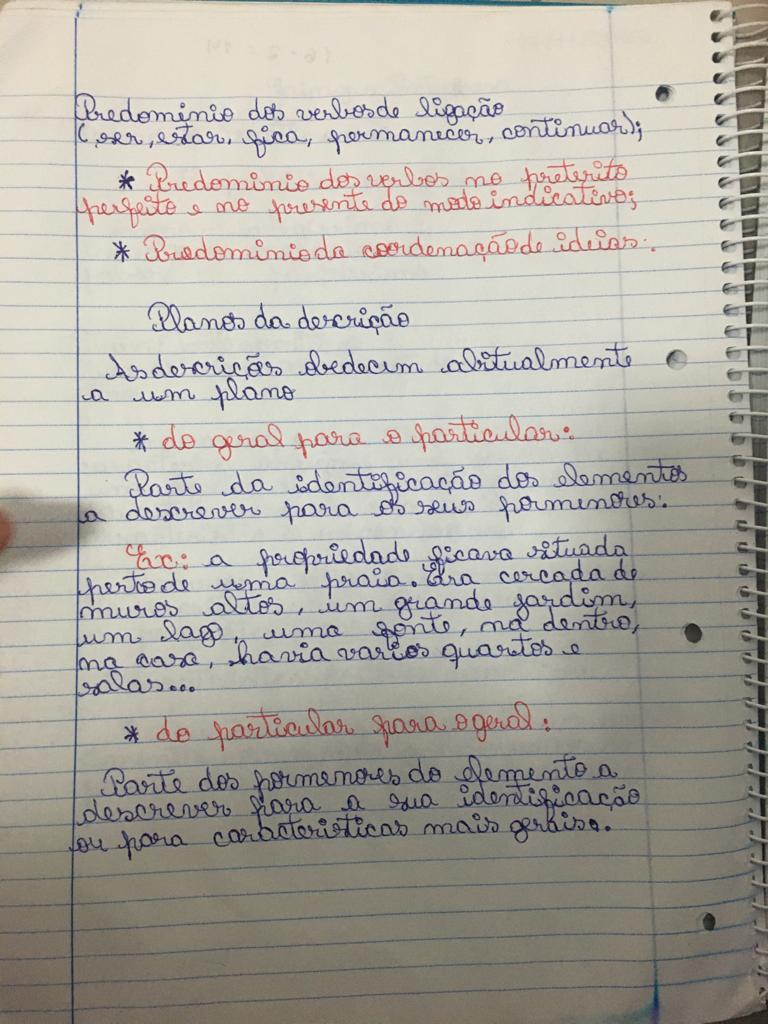 Predominio dos verbos de ligação
(ser, estar, fica, permanecer, continuar);
* Predominio dos verbos no preterito
perfeito e no presente do modo indicativo;
* Predominio da coordenação de ideias.
Planos da descrição
As descrições obedecem abitualmente
a um plano
* do geral para o particular:
Parte da identificação dos elementos
a descrever para os seus pormenores:
Ex: a propriedade ficava situada
perto de uma praia. Era cercada de
muros altos, um grande jardim,
um lago, uma fonte, na dentro,
na casa, havia varios quartos e
salas...
* do particular para o geral:
Parte dos pormenores do elemento a
descrever para a sua identificação
ou para caracteristicas mais gerais.